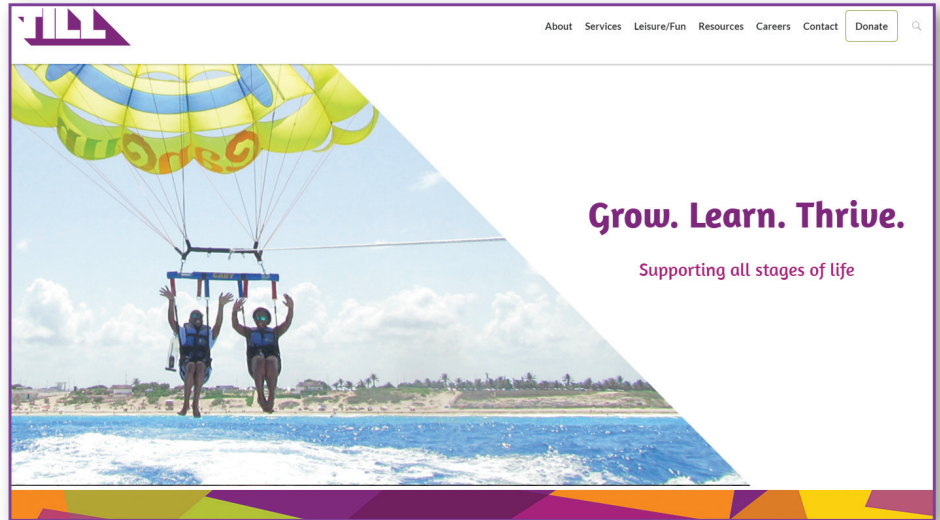 TILL
About Services Leisure/Fun Resources Careers Contact Donate
Grow. Learn. Thrive.
Supporting all stages of life